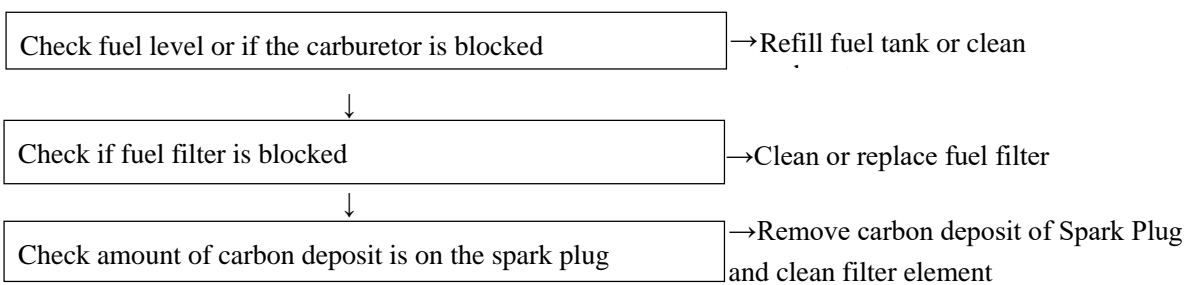 Check fuel level or if the carburetor is blocked
→Refill fuel tank or clean
↓
Check if fuel filter is blocked
→Clean or replace fuel filter
↓
Check amount of carbon deposit is on the spark plug
→Remove carbon deposit of Spark Plug
and clean filter element